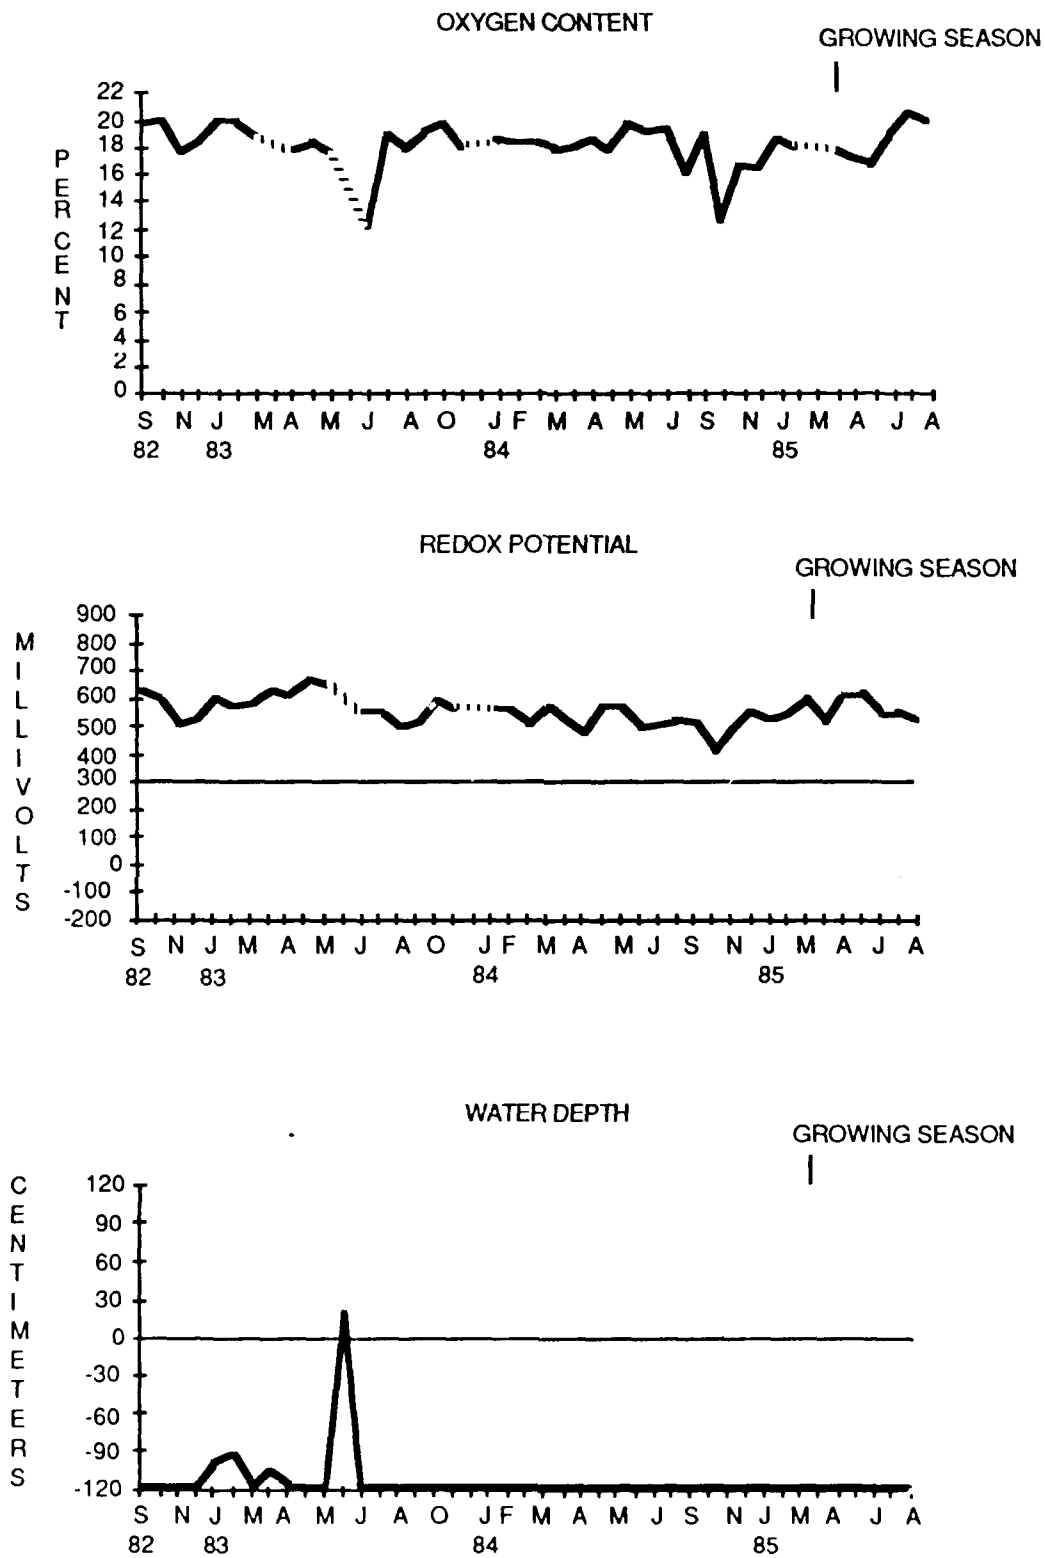 OXYGEN CONTENT
GROWING SEASON
PERCENT
22
20
18
16
14
12
10
8
6
4
2
0
S N J M A M J A O J F M A M J S N J M A J A
82 83 84 85
REDOX POTENTIAL
GROWING SEASON
MILLIVOLTS
900
800
700
600
500
400
300
200
100
0
-100
-200
S N J M A M J A O J F M A M J S N J M A J A
82 83 84 85
WATER DEPTH
GROWING SEASON
CENTIMETERS
120
90
60
30
0
-30
-60
-90
-120
S N J M A M J A O J F M A M J S N J M A J A
82 83 84 85